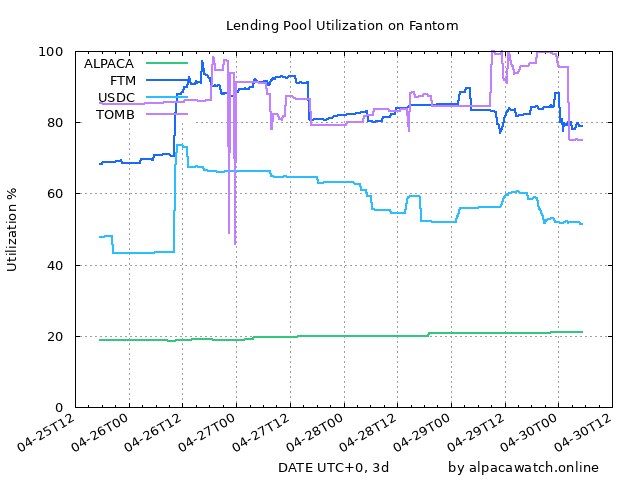 Lending Pool Utilization on Fantom
Utilization %
100
80
60
40
20
0
ALPACA
FTM
USDC
TOMB
04-25T12
04-26T00
04-26T12
04-27T00
04-27T12
04-28T00
04-28T12
04-29T00
04-29T12
04-30T00
04-30T12
DATE UTC+0, 3d
by alpacawatch.online